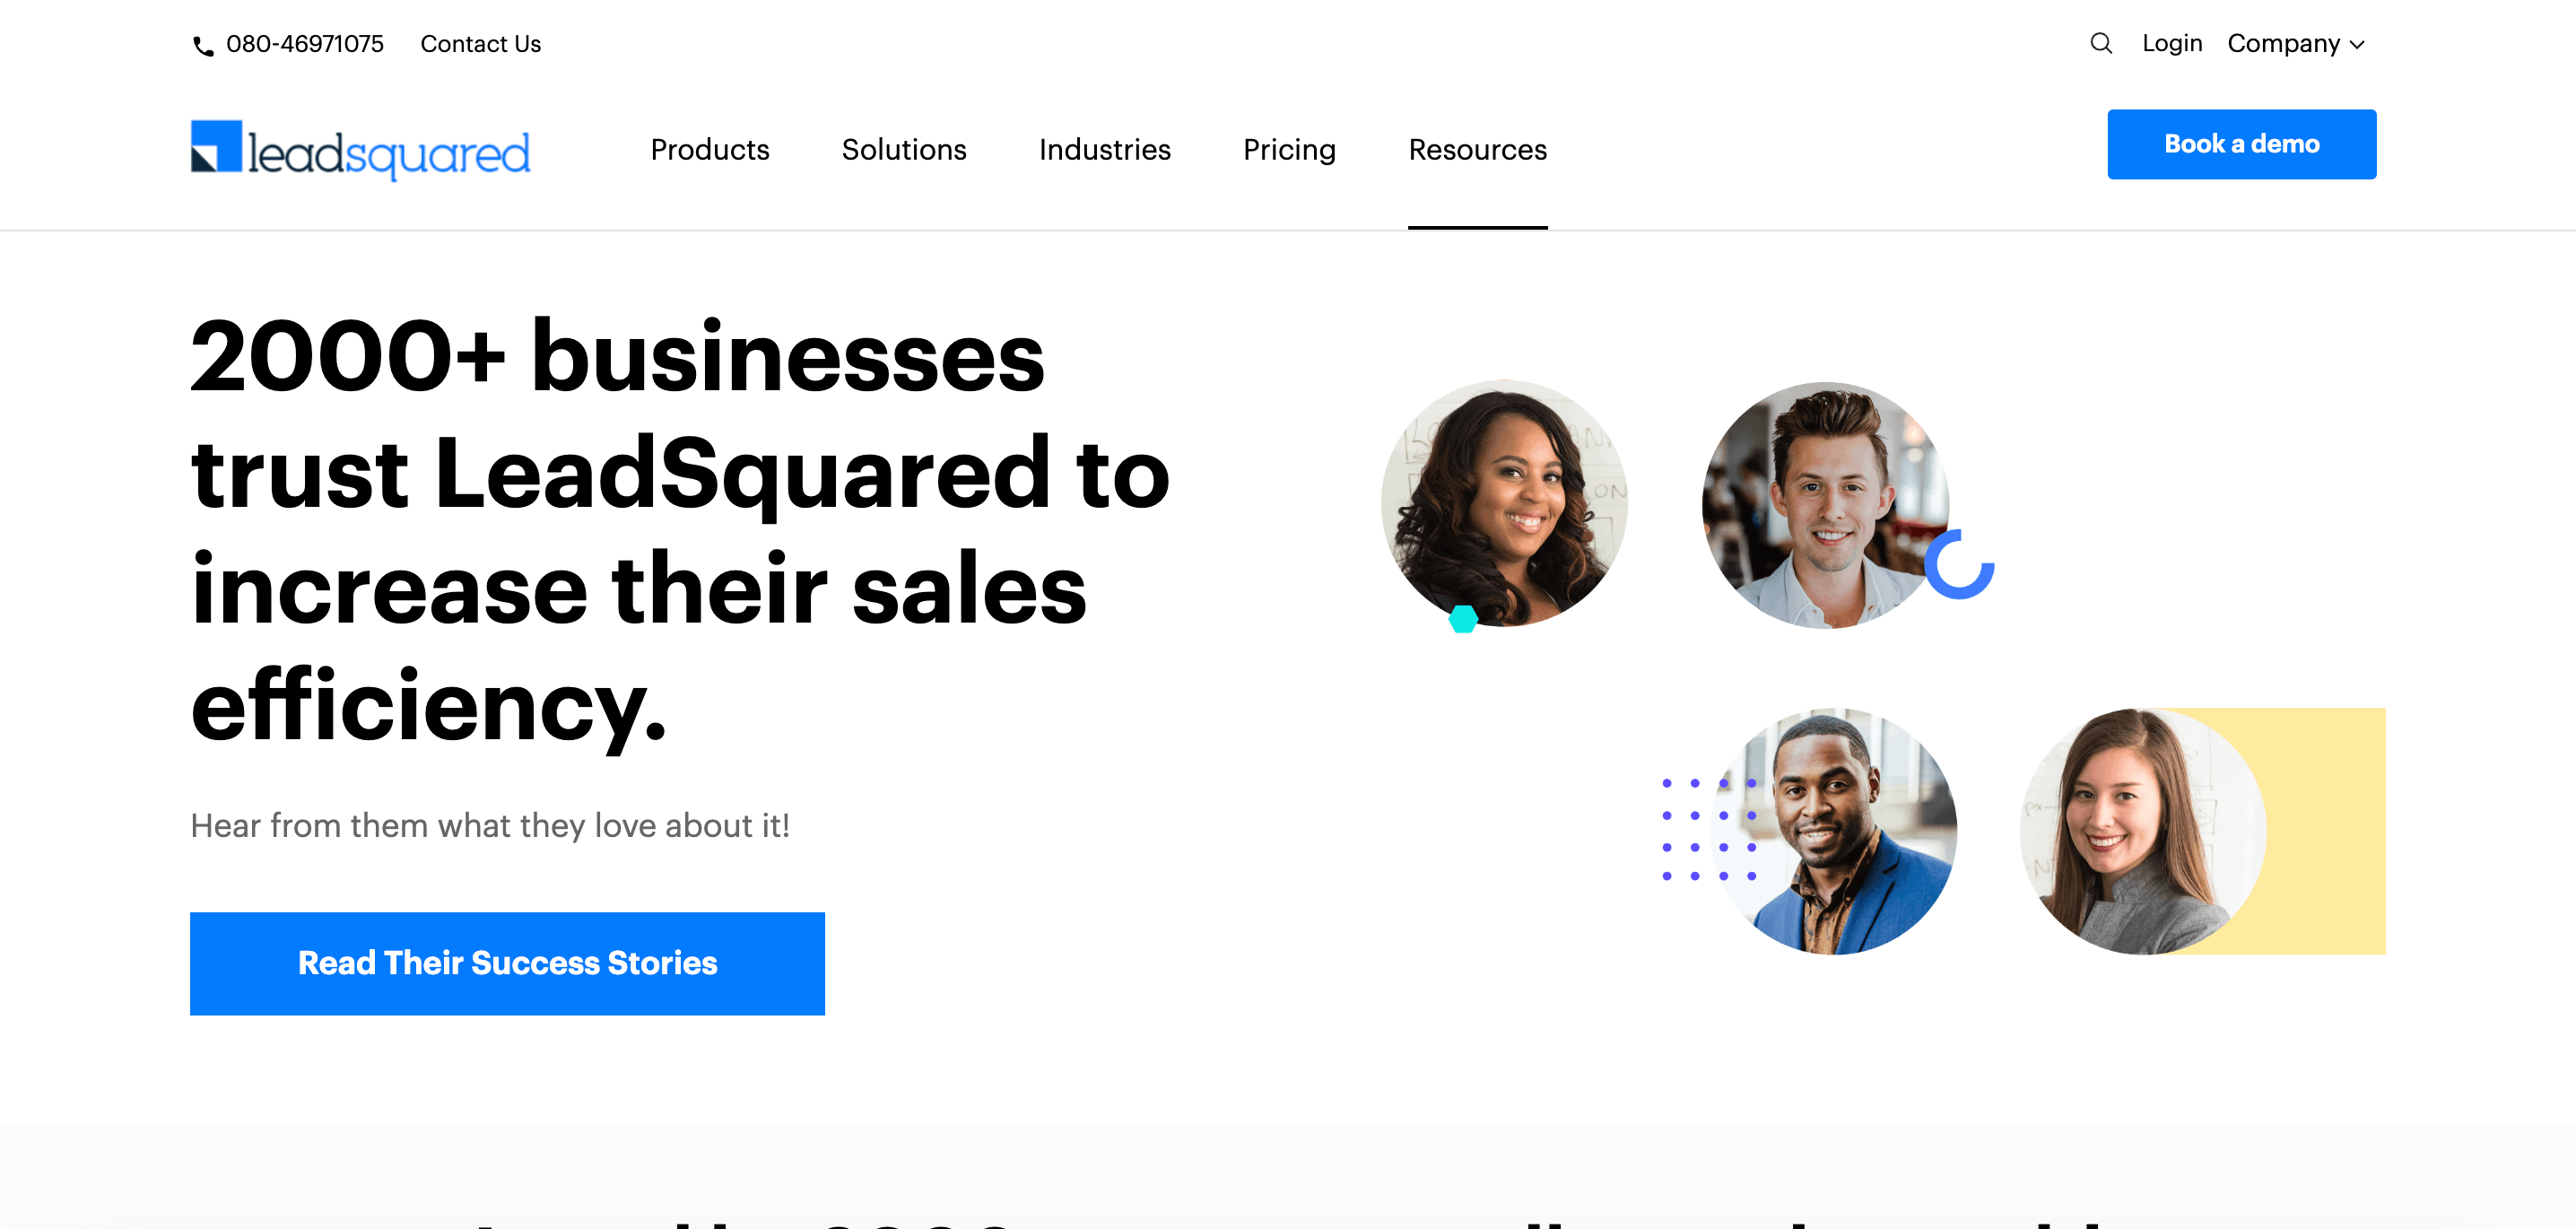 080-46971075 Contact Us
Login Company
leadsquared
Products Solutions Industries Pricing Resources
Book a demo
2000+ businesses
trust LeadSquared to
increase their sales
efficiency.
Hear from them what they love about it!
Read Their Success Stories